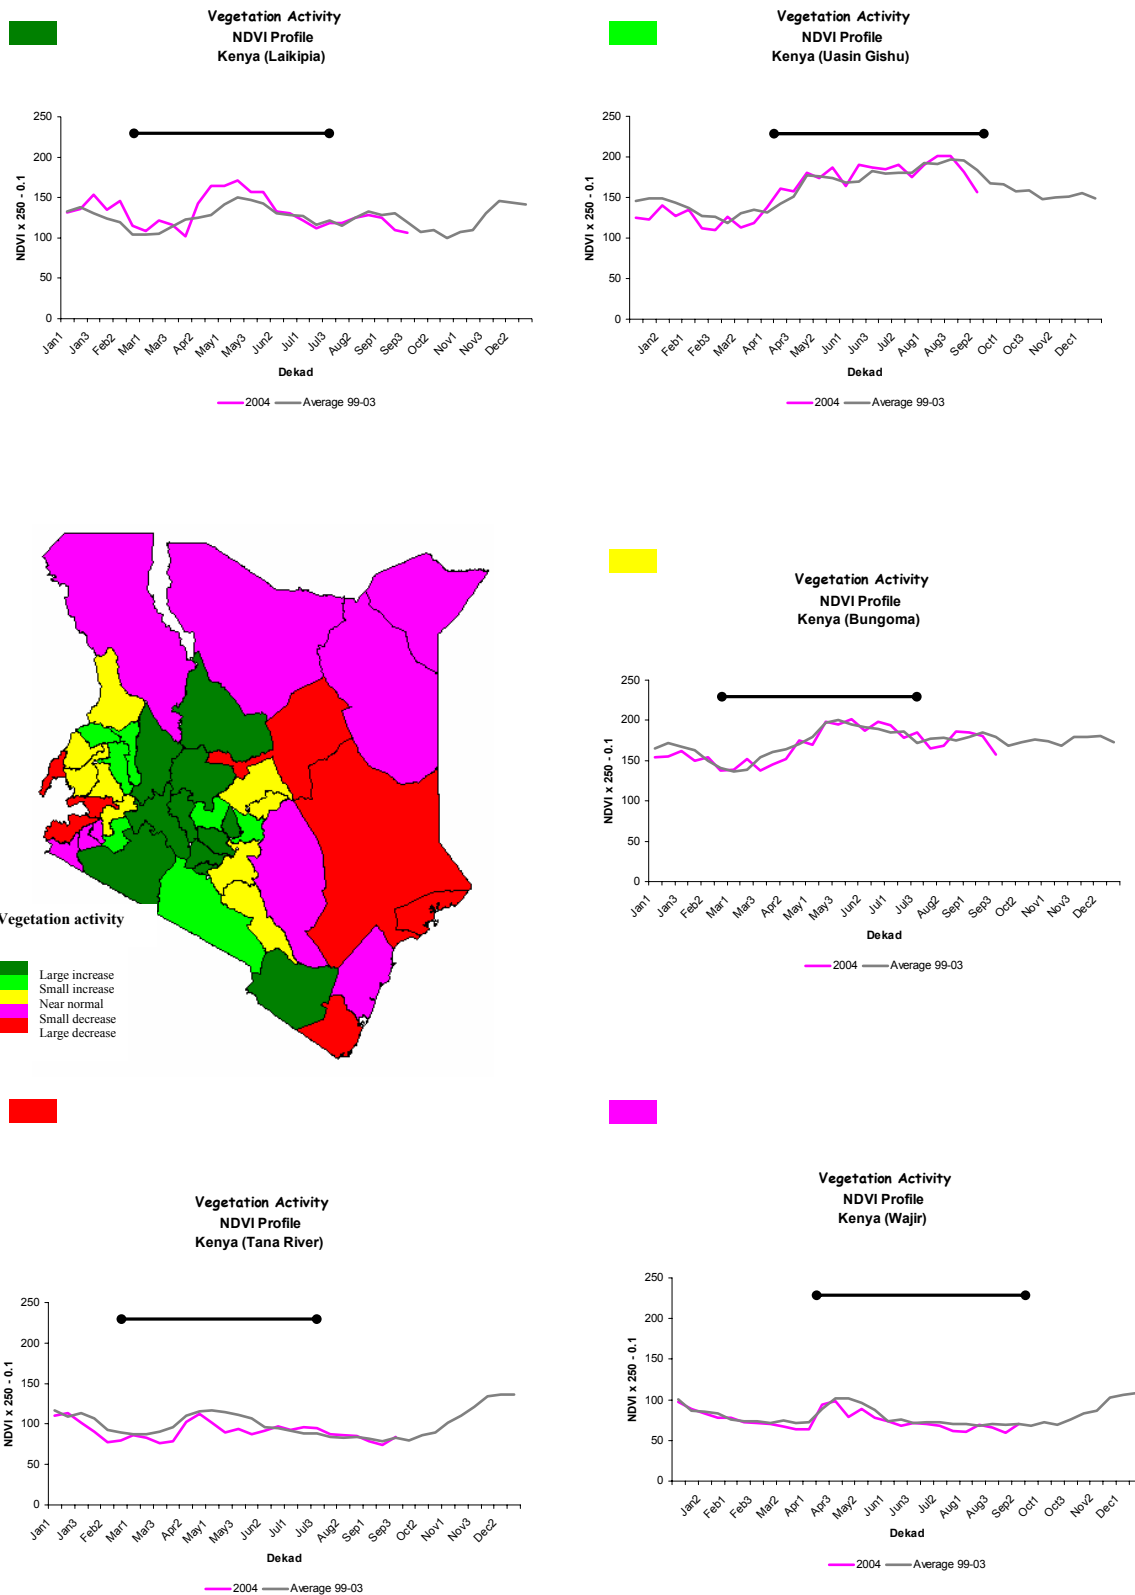 Vegetation Activity
NDVI Profile
Kenya (Laikipia)
NDVI x 250 - 0.1
250
200
150
100
50
0
Jan1
Jan3
Feb2
Mar1
Mar3
Apr2
May1
May3
Jun2
Jul1
Jul3
Aug2
Sep1
Sep3
Oct2
Nov1
Nov3
Dec2
Dekad
2004
Average 99-03
Vegetation Activity
NDVI Profile
Kenya (Uasin Gishu)
NDVI x 250 - 0.1
250
200
150
100
50
0
Jan2
Feb1
Feb3
Mar2
Apr1
Apr3
May2
Jun1
Jun3
Jul2
Aug1
Aug3
Sep2
Oct1
Oct3
Nov2
Dec1
Dekad
2004
Average 99-03
Vegetation activity
Large increase
Small increase
Near normal
Small decrease
Large decrease
Vegetation Activity
NDVI Profile
Kenya (Bungoma)
NDVI x 250 - 0.1
250
200
150
100
50
0
Jan1
Jan3
Feb2
Mar1
Mar3
Apr2
May1
May3
Jun2
Jul1
Jul3
Aug2
Sep1
Sep3
Oct2
Nov1
Nov3
Dec2
Dekad
2004
Average 99-03
Vegetation Activity
NDVI Profile
Kenya (Tana River)
NDVI x 250 - 0.1
250
200
150
100
50
0
Jan1
Jan3
Feb2
Mar1
Mar3
Apr2
May1
May3
Jun2
Jul1
Jul3
Aug2
Sep1
Sep3
Oct2
Nov1
Nov3
Dec2
Dekad
2004
Average 99-03
Vegetation Activity
NDVI Profile
Kenya (Wajir)
NDVI x 250 - 0.1
250
200
150
100
50
0
Jan2
Feb1
Feb3
Mar2
Apr1
Apr3
May2
Jun1
Jun3
Jul2
Aug1
Aug3
Sep2
Oct1
Oct3
Nov2
Dec1
Dekad
2004
Average 99-03